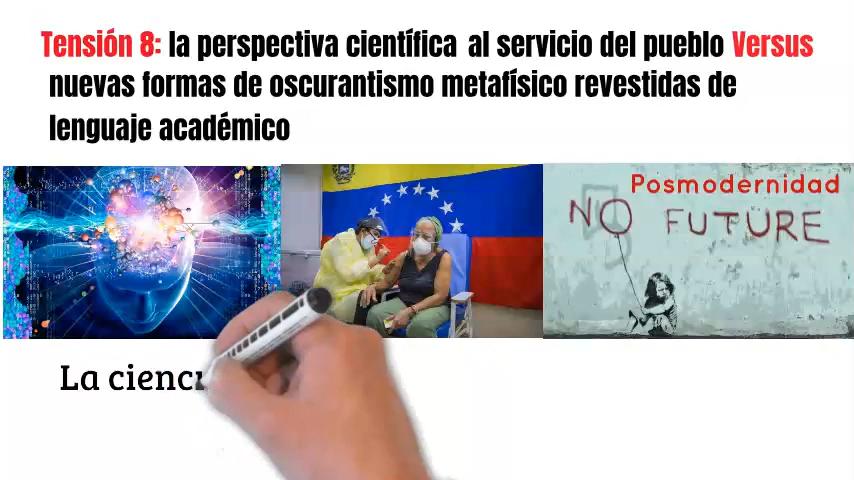 Tensión 8: la perspectiva científica al servicio del pueblo Versus
nuevas formas de oscurantismo metafísico revestidas de
lenguaje académico
Posmodernidad
NO FUTURE
La cienc